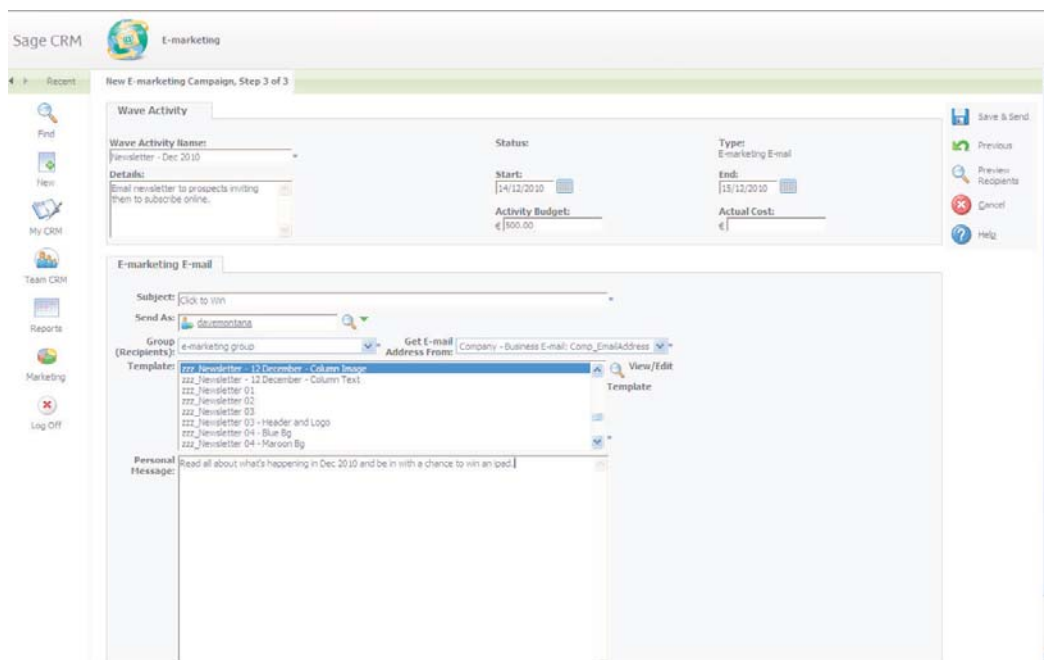 Sage CRM
E-marketing
Recent
New E-marketing Campaign, Step 3 of 3
Find
New
My CRM
Team CRM
Reports
Marketing
Log Off
Wave Activity
Wave Activity Name:
Newsletter - Dec 2010
Status:
Type:
E-marketing E-mail
Details:
Email newsletter to prospects inviting
them to subscribe online.
Start:
14/12/2010
End:
15/12/2010
Activity Budget:
€ 500.00
Actual Cost:
€
Save & Send
Previous
Preview
Recipients
Cancel
Help
E-marketing E-mail
Subject: Click to Win
Send As: davemontana
Group
(Recipients): e-marketing group
Get E-mail
Address From: Company - Business E-mail: Comp_EmailAddress
Template: zzz_Newsletter - 12 December - Column Image
zzz_Newsletter - 12 December - Column Text
zzz_Newsletter 01
zzz_Newsletter 02
zzz_Newsletter 03
zzz_Newsletter 03 - Header and Logo
zzz_Newsletter 04 - Blue Bg
zzz_Newsletter 04 - Maroon Bg
View/Edit
Template
Personal
Message: Read all about what's happening in Dec 2010 and be in with a chance to win an ipad.